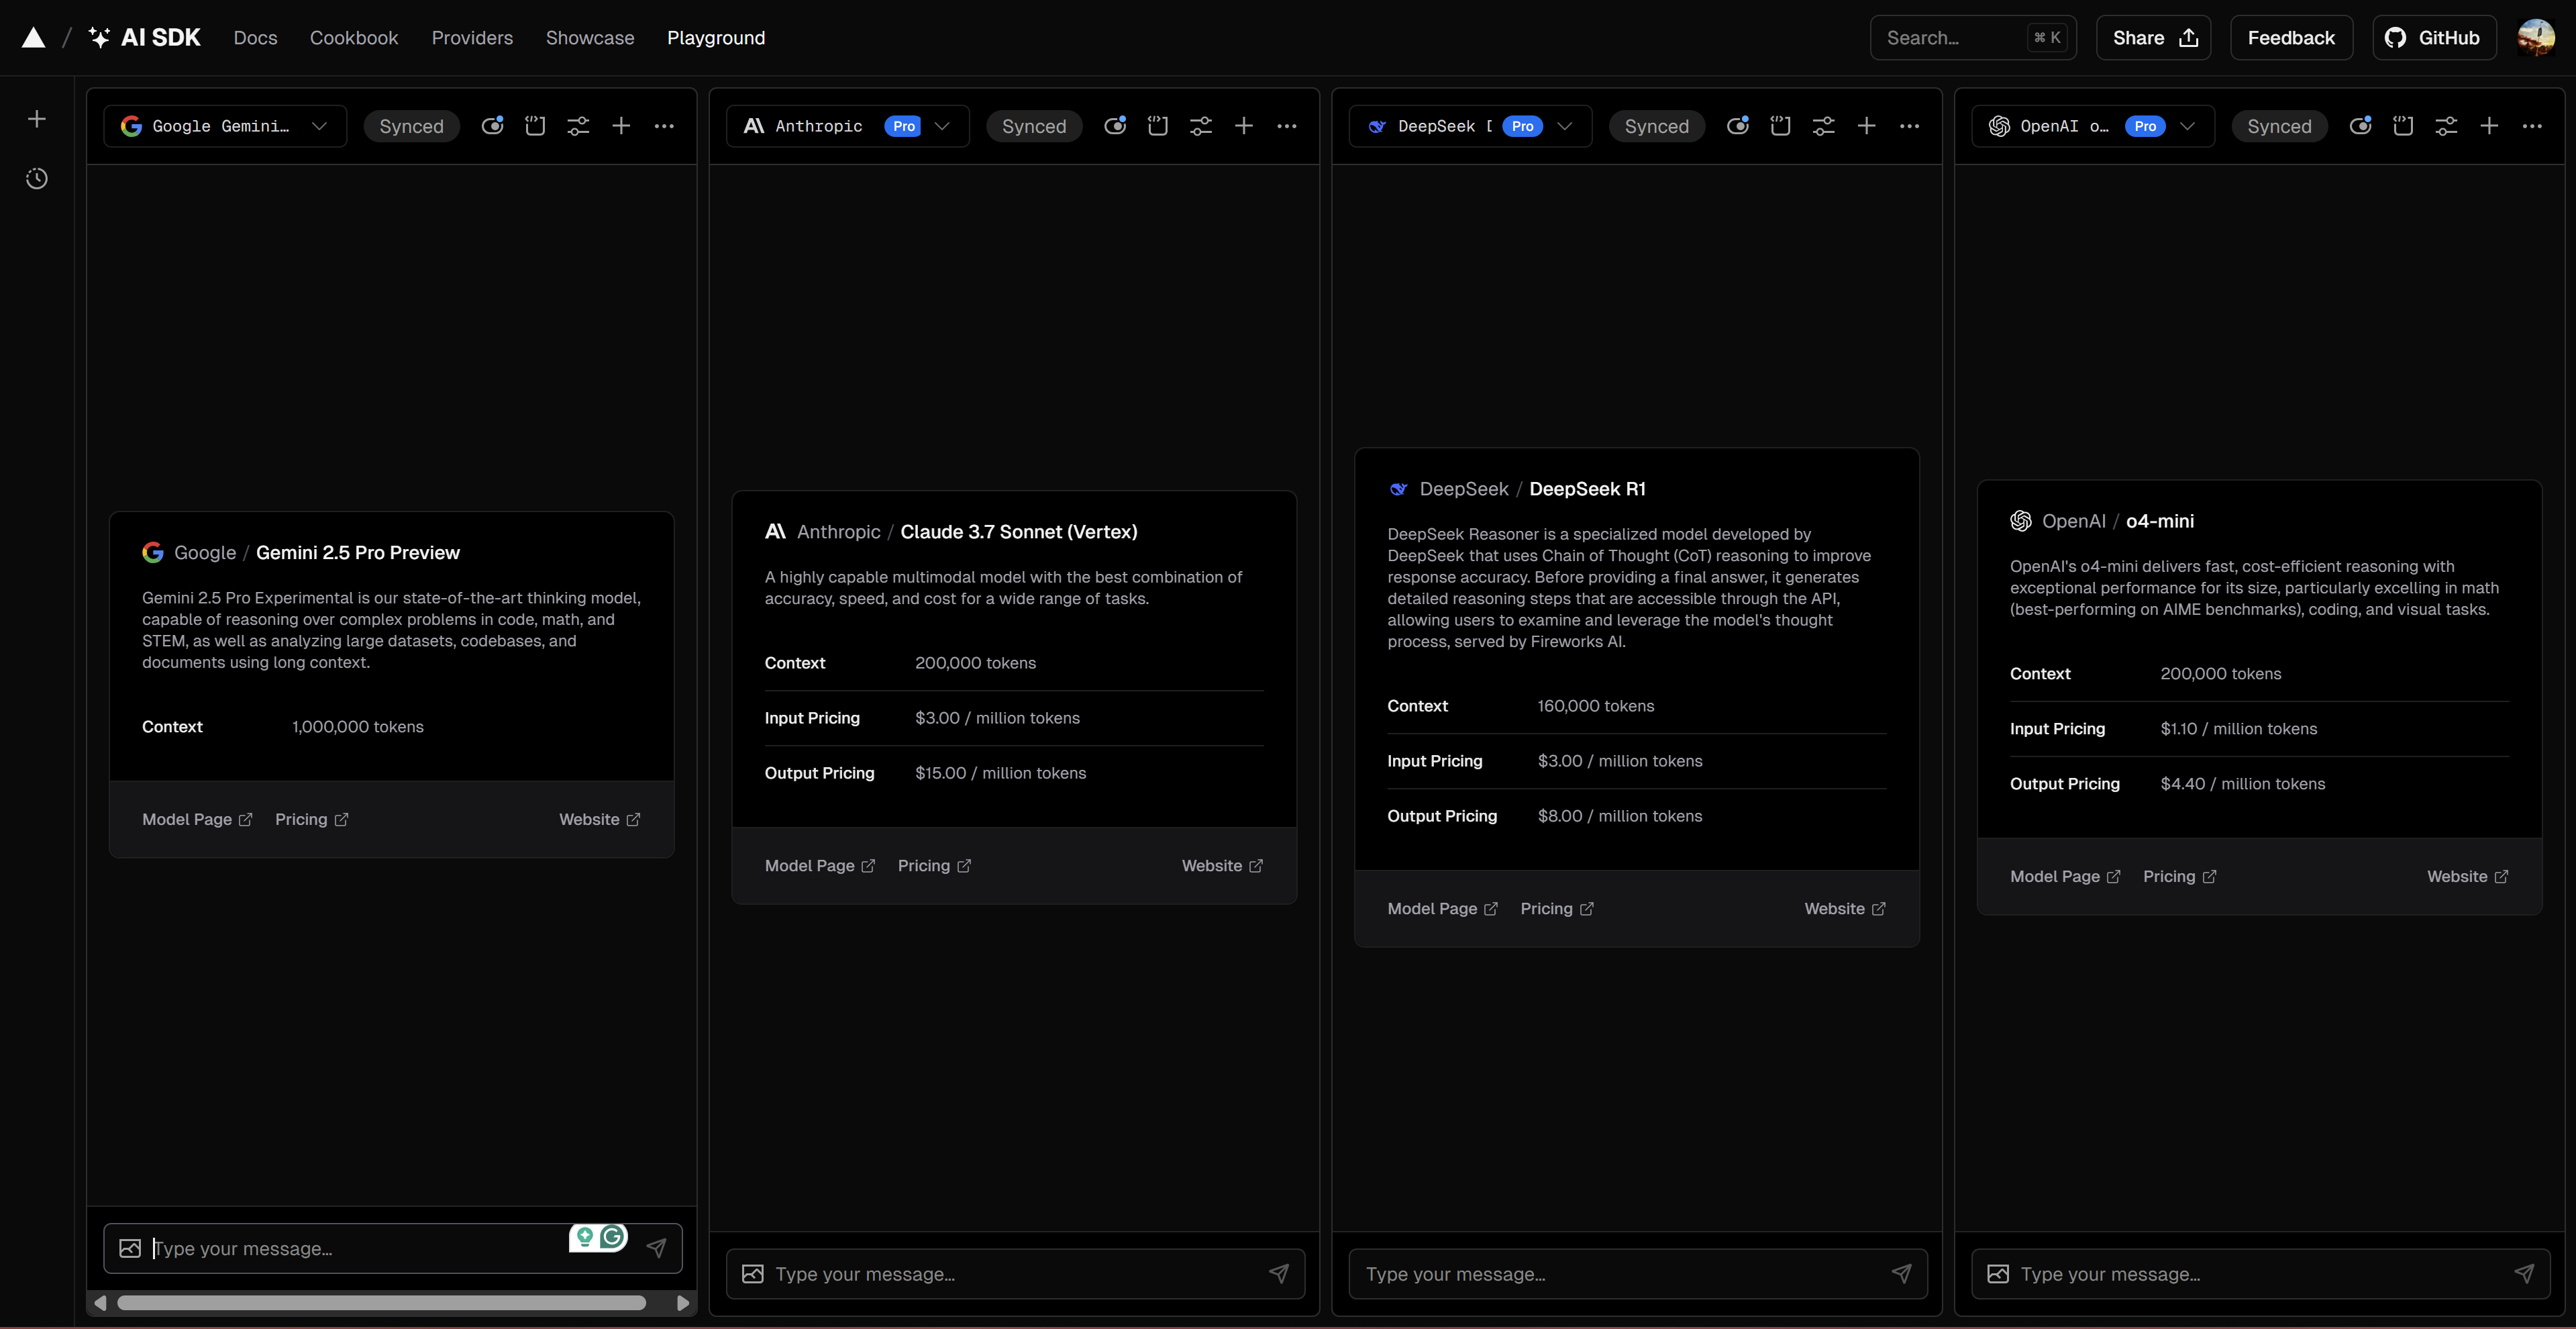 AI SDK
Docs
Cookbook
Providers
Showcase
Playground
Search...
⌘ K
Share
Feedback
GitHub
Google Gemini…
Synced
Gemini 2.5 Pro Preview
Google / Gemini 2.5 Pro Preview
Gemini 2.5 Pro Experimental is our state-of-the-art thinking model,
capable of reasoning over complex problems in code, math, and
STEM, as well as analyzing large datasets, codebases, and
documents using long context.
Context 1,000,000 tokens
Model Page
Pricing
Website
Type your message...
Anthropic
Pro
Synced
Anthropic / Claude 3.7 Sonnet (Vertex)
A highly capable multimodal model with the best combination of
accuracy, speed, and cost for a wide range of tasks.
Context 200,000 tokens
Input Pricing $3.00 / million tokens
Output Pricing $15.00 / million tokens
Model Page
Pricing
Website
Type your message...
DeepSeek
Pro
Synced
DeepSeek / DeepSeek R1
DeepSeek Reasoner is a specialized model developed by
DeepSeek that uses Chain of Thought (CoT) reasoning to improve
response accuracy. Before providing a final answer, it generates
detailed reasoning steps that are accessible through the API,
allowing users to examine and leverage the model's thought
process, served by Fireworks AI.
Context 160,000 tokens
Input Pricing $3.00 / million tokens
Output Pricing $8.00 / million tokens
Model Page
Pricing
Website
Type your message...
OpenAI o…
Pro
Synced
OpenAI / o4-mini
OpenAI's o4-mini delivers fast, cost-efficient reasoning with
exceptional performance for its size, particularly excelling in math
(best-performing on AIME benchmarks), coding, and visual tasks.
Context 200,000 tokens
Input Pricing $1.10 / million tokens
Output Pricing $4.40 / million tokens
Model Page
Pricing
Website
Type your message...